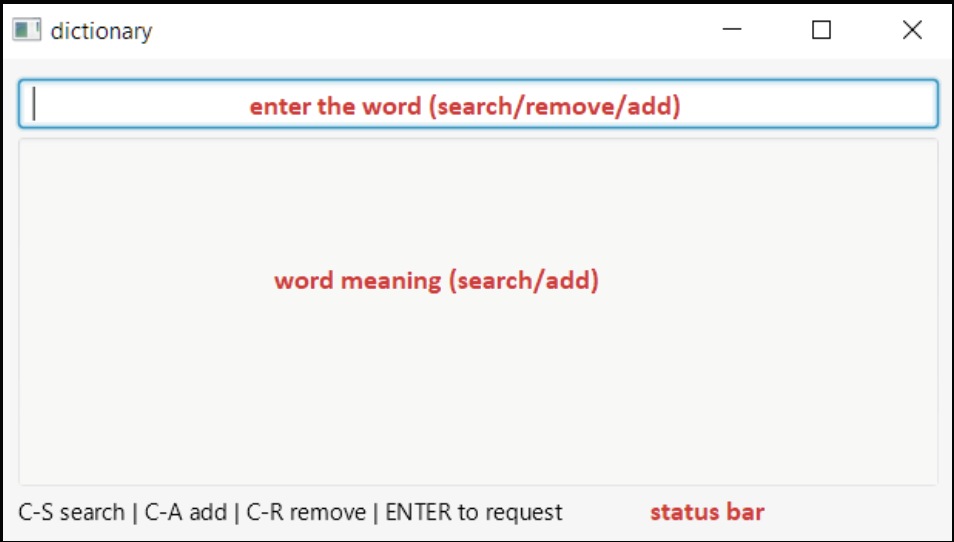 dictionary
enter the word (search/remove/add)
word meaning (search/add)
C-S search | C-A add | C-R remove | ENTER to request status bar